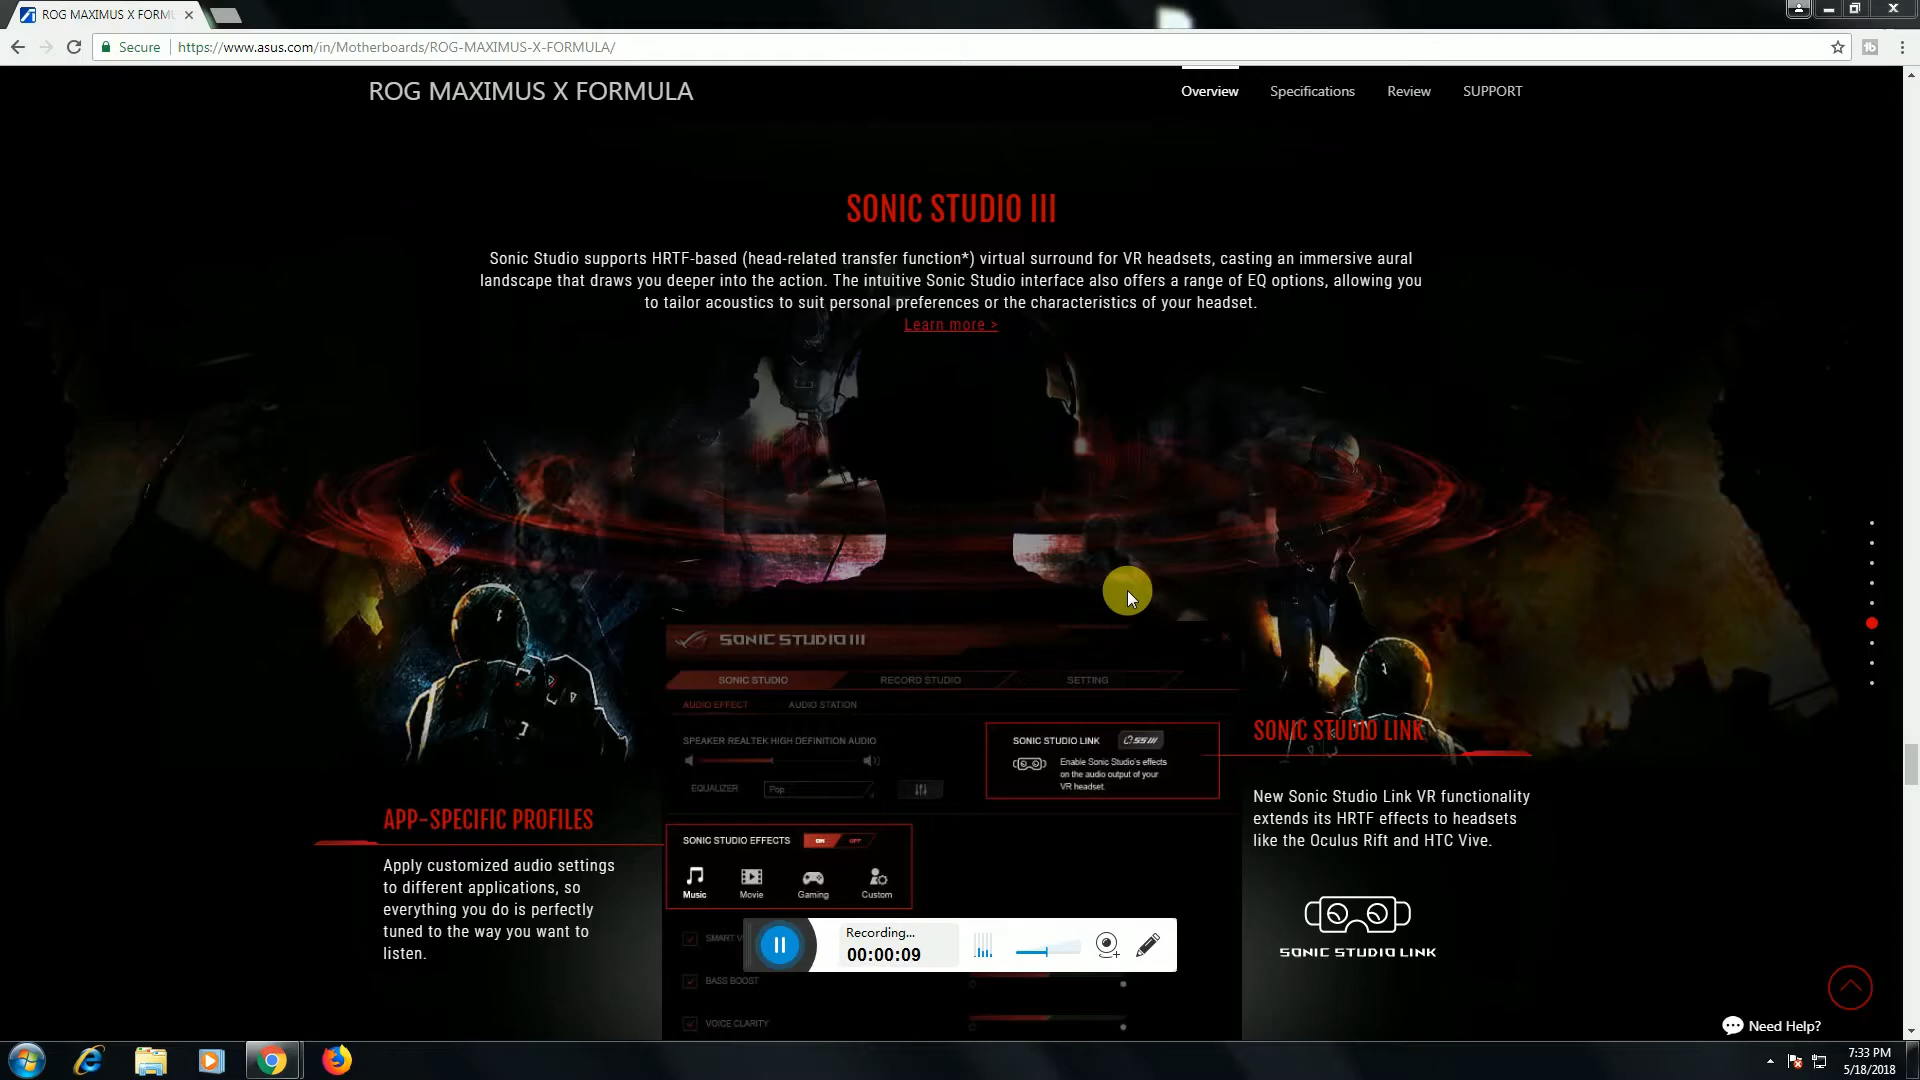 ROG MAXIMUS X FORMU
Secure
https://www.asus.com/in/Motherboards/ROG-MAXIMUS-X-FORMULA/
ROG MAXIMUS X FORMULA
Overview
Specifications
Review
SUPPORT
SONIC STUDIO III
Sonic Studio supports HRTF-based (head-related transfer function*) virtual surround for VR headsets, casting an immersive aural
landscape that draws you deeper into the action. The intuitive Sonic Studio interface also offers a range of EQ options, allowing you
to tailor acoustics to suit personal preferences or the characteristics of your headset.
Learn more >
SONIC STUDIO III
SONIC STUDIO
RECORD STUDIO
SETTING
AUDIO EFFECT
AUDIO STATION
SPEAKER REALTEK HIGH DEFINITION AUDIO
EQUALIZER
Pop
SONIC STUDIO LINK
SSIII
Enable Sonic Studio's effects
on the audio output of your
VR headset.
SONIC STUDIO EFFECTS
ON
OFF
Music
Movie
Gaming
Custom
SMART V
BASS BOOST
VOICE CLARITY
APP-SPECIFIC PROFILES
Apply customized audio settings
to different applications, so
everything you do is perfectly
tuned to the way you want to
listen.
SONIC STUDIO LINK
New Sonic Studio Link VR functionality
extends its HRTF effects to headsets
like the Oculus Rift and HTC Vive.
SONIC STUDIO LINK
Recording...
00:00:09
Need Help?
7:33 PM
5/18/2018